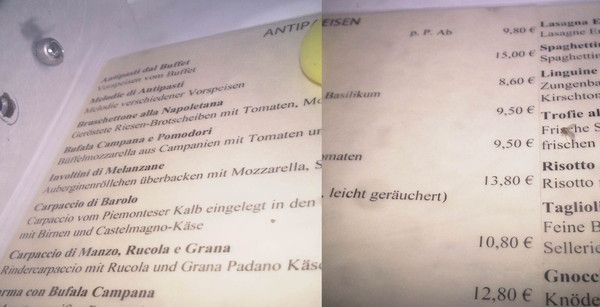 ANTIPA
Antipasti dal Buffet
Vorspeisen vom Buffet
Melodie di Antipasti
Melodie verschiedener Vorspeisen
Bruschettone alla Napoletana
Geröstete Riesen-Brotscheiben mit Tomaten,
Bufala Campana e Pomodori
Büffelmozzarella aus Campanien mit Tomaten
Involtini di Melanzane
Auberginenröllchen überbacken mit Mozzarella,
Carpaccio di Barolo
Carpaccio vom Piemonteser Kalb eingelegt in den
mit Birnen und Castelmagno-Käse
Carpaccio di Manzo, Rucola e Grana
Rindercarpaccio mit Rucola und Grana Padano Käse
rma con Bufala Campana
EISEN
p. P. Ab 9,80 €
15,00 €
8,60 €
Basilikum
9,50 €
9,50 €
omaten
13,80 €
, leicht geräuchert)
10,80 €
12,80 €
Lasagna E
Lasagne E
Spaghettin
Spaghettin
Linguine
Zungenba
Kirschtom
Trofie al
Frische S
frischen
Risotto
Risotto
Tagliol
Feine B
Sellerie
Gnocc
Knöde